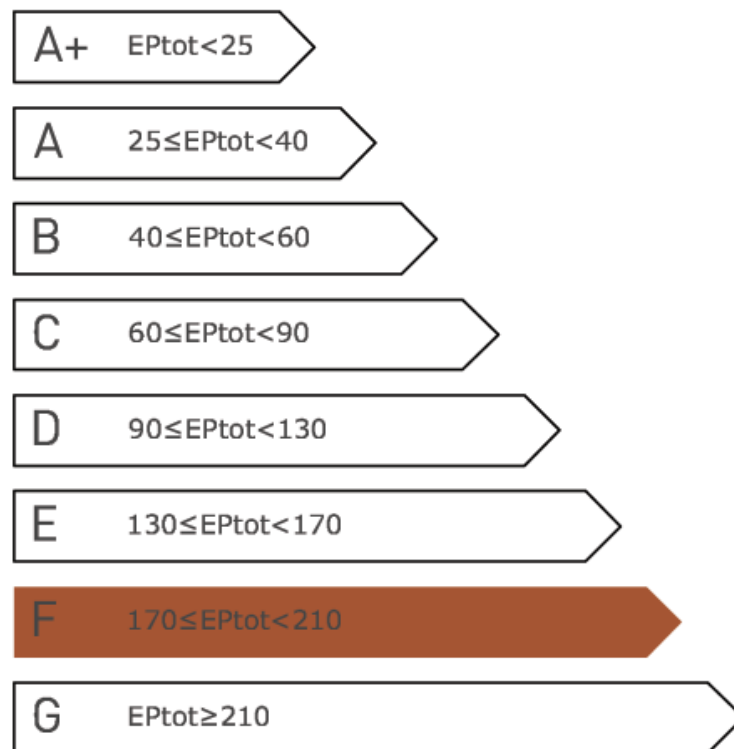 A+ EPtot<25
A 25≤EPtot<40
B 40≤EPtot<60
C 60≤EPtot<90
D 90≤EPtot<130
E 130≤EPtot<170
F 170≤EPtot<210
G EPtot≥210